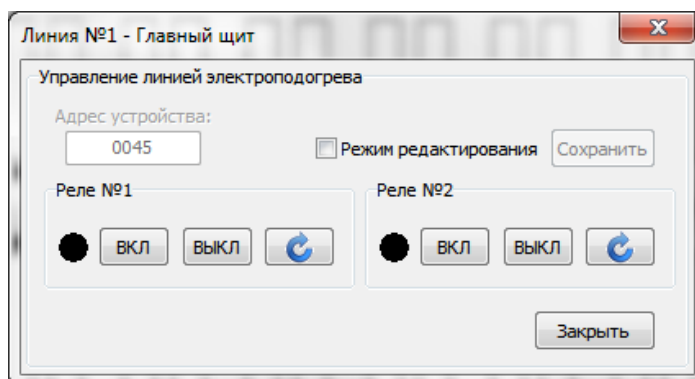 Линия №1 - Главный щит
Управление линией электроподогрева
Адрес устройства:
0045
Режим редактирования
Сохранить
Реле №1
Реле №2
ВКЛ ВЫКЛ
ВКЛ ВЫКЛ
Закрыть